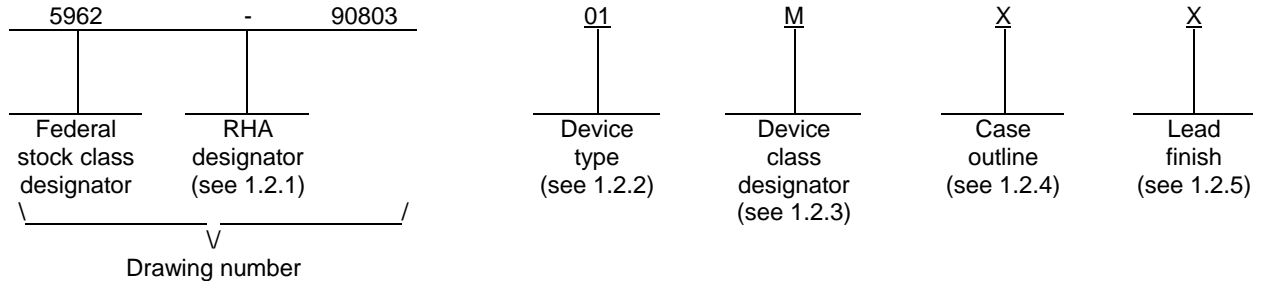 5962 - 90803 01 M X X
Federal stock class designator
RHA designator (see 1.2.1)
Device type (see 1.2.2)
Device class designator (see 1.2.3)
Case outline (see 1.2.4)
Lead finish (see 1.2.5)
\ /
\/
Drawing number